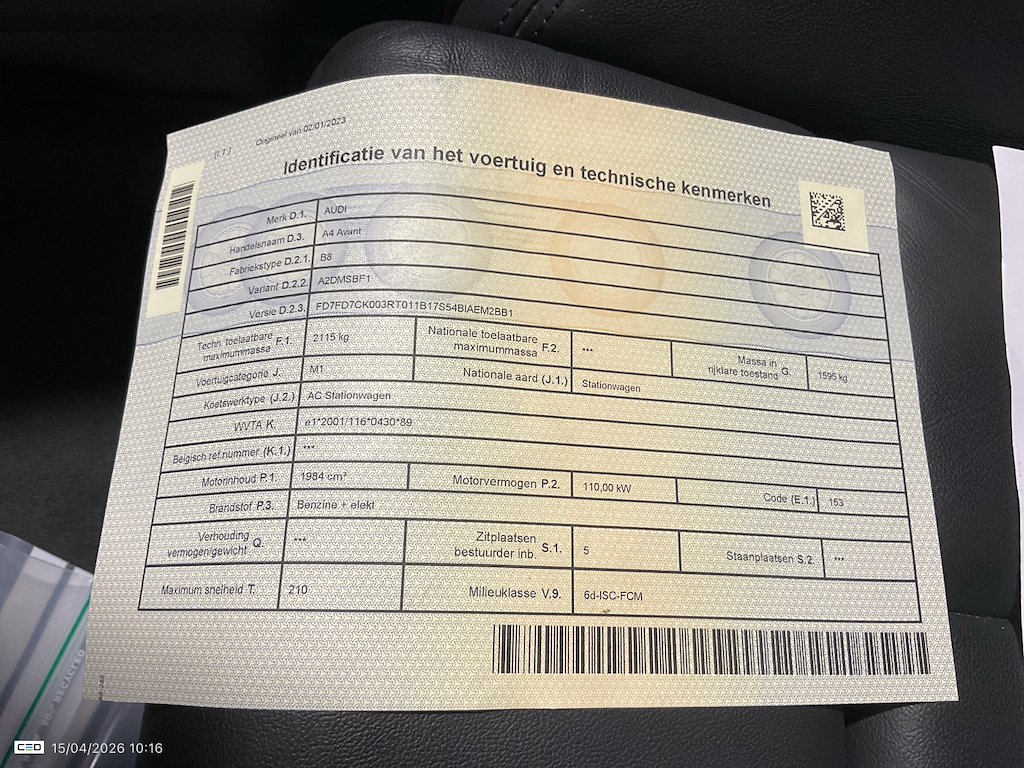 (I T)
Origineel van 02/01/2023
Identificatie van het voertuig en technische kenmerken
Merk D.1. AUDI
Handelsnaam D.3. A4 Avant
Fabriekstype D.2.1. B8
Variant D.2.2. A2DMSBF1
Versie D.2.3. FD7FD7CK003RT011B17S54BIAEM2BB1
Techn. toelaatbare maximummassa F.1. 2115 kg Nationale toelaatbare maximummassa F.2. *** Massa in rijklare toestand G. 1595 kg
Voertuigcategorie J. M1 Nationale aard (J.1.) Stationwagen
Koetswerktype (J.2.) AC Stationwagen
WVTA K. e1*2001/116*0430*89
Belgisch ref.nummer (K.1.) ***
Motorinhoud P.1. 1984 cm³ Motorvermogen P.2. 110,00 kW Code (E.1.) 153
Brandstof P.3. Benzine + elekt
Verhouding vermogen/gewicht Q. *** Zitplaatsen bestuurder inb. S.1. 5 Staanplaatsen S.2. ***
Maximum snelheid T. 210 Milieuklasse V.9. 6d-ISC-FCM
RECYCLED
CEO 15/04/2026 10:16